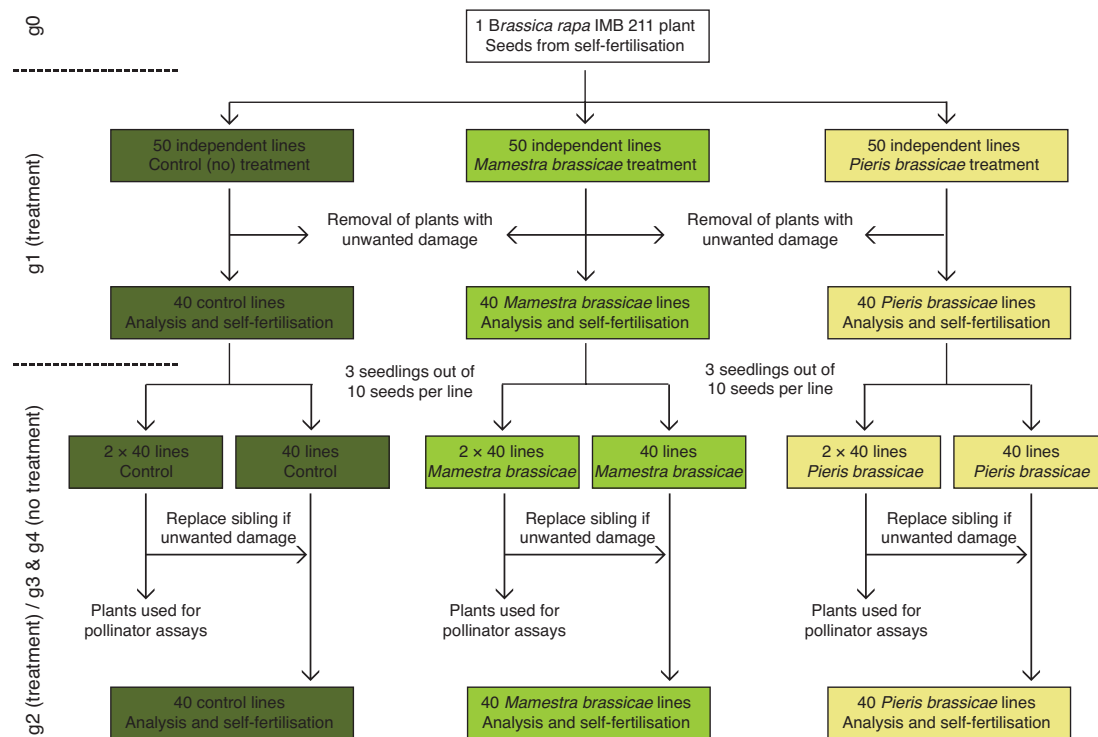 g0
1 Brassica rapa IMB 211 plant
Seeds from self-fertilisation
g1 (treatment)
50 independent lines
Control (no) treatment
50 independent lines
Mamestra brassicae treatment
50 independent lines
Pieris brassicae treatment
Removal of plants with
unwanted damage
Removal of plants with
unwanted damage
40 control lines
Analysis and self-fertilisation
40 Mamestra brassicae lines
Analysis and self-fertilisation
40 Pieris brassicae lines
Analysis and self-fertilisation
g2 (treatment) / g3 & g4 (no treatment)
3 seedlings out of
10 seeds per line
3 seedlings out of
10 seeds per line
2 × 40 lines
Control
40 lines
Control
2 × 40 lines
Mamestra brassicae
40 lines
Mamestra brassicae
2 × 40 lines
Pieris brassicae
40 lines
Pieris brassicae
Replace sibling if
unwanted damage
Replace sibling if
unwanted damage
Replace sibling if
unwanted damage
Plants used for
pollinator assays
Plants used for
pollinator assays
Plants used for
pollinator assays
40 control lines
Analysis and self-fertilisation
40 Mamestra brassicae lines
Analysis and self-fertilisation
40 Pieris brassicae lines
Analysis and self-fertilisation